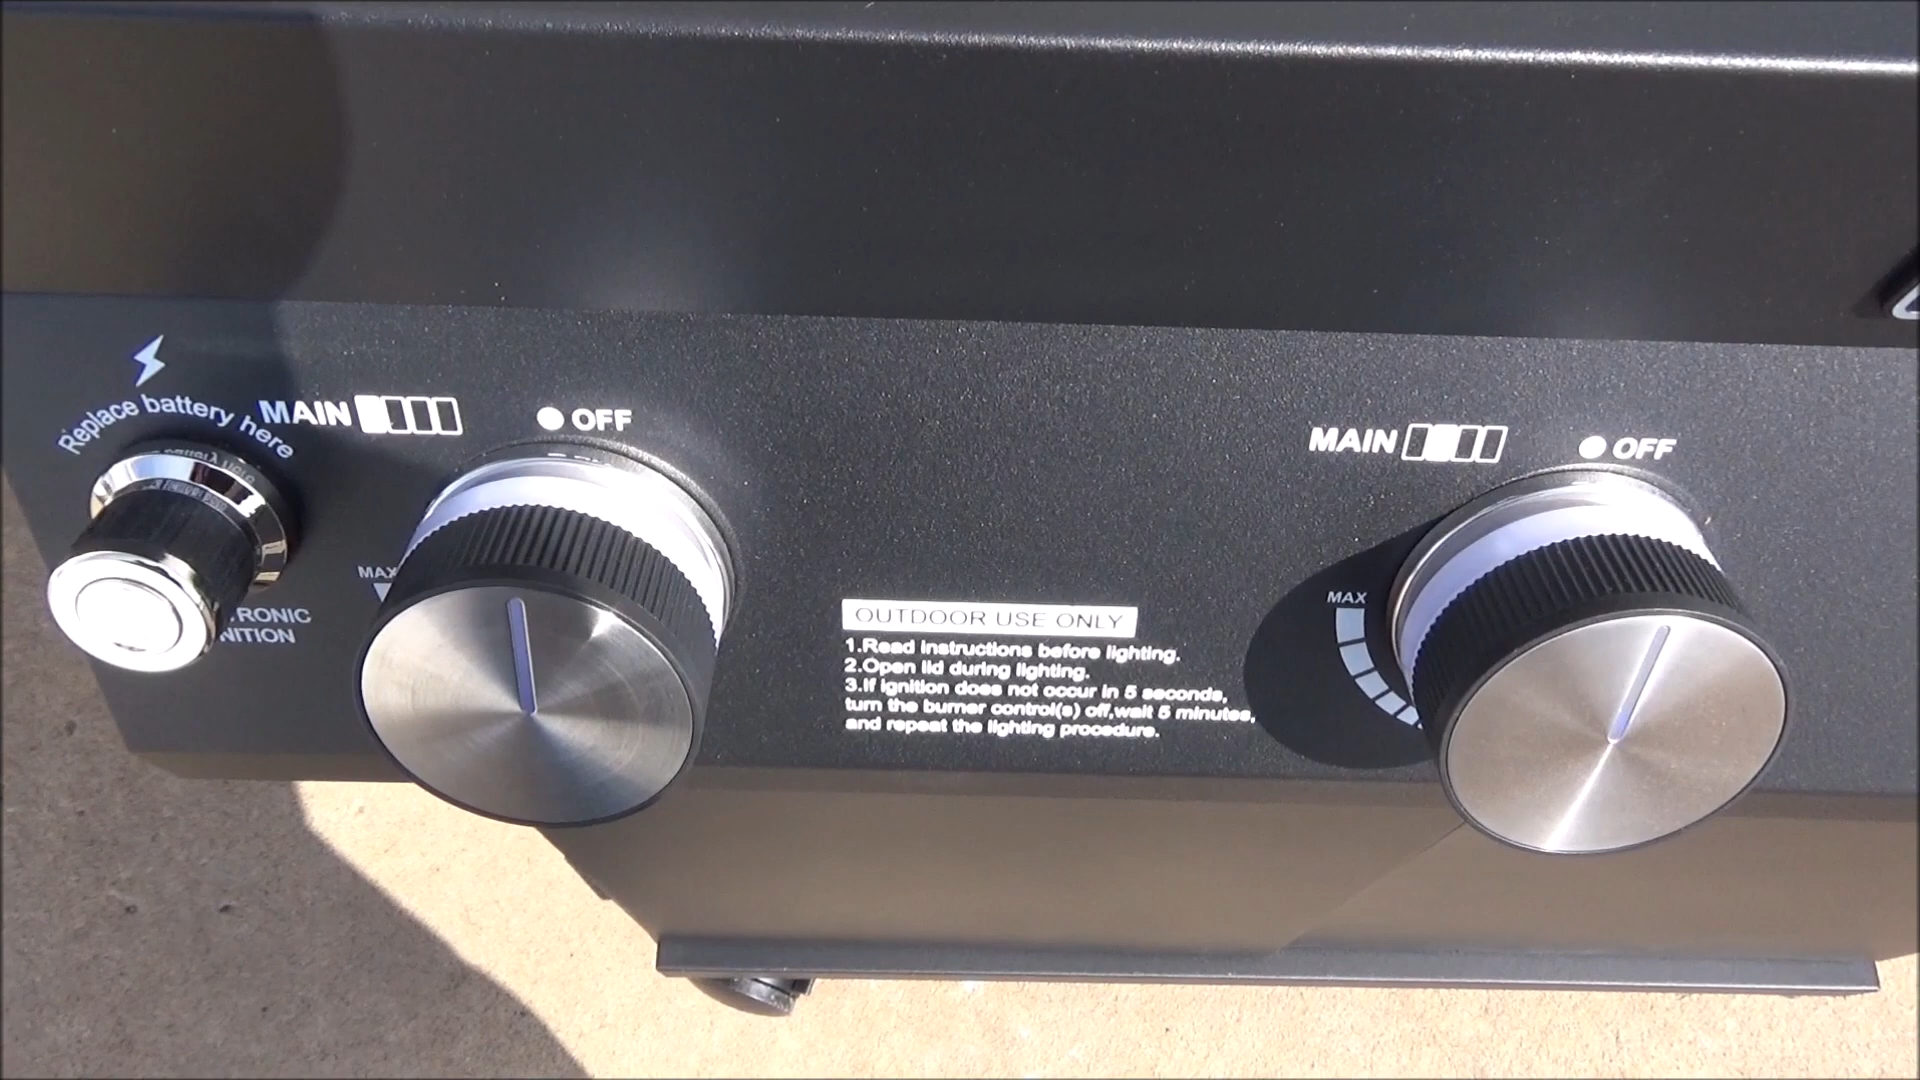 Replace battery here
MAIN
OFF
MAIN
OFF
MAX
MAX
TRONIC
NITION
OUTDOOR USE ONLY
1.Read instructions before lighting.
2.Open lid during lighting.
3.If ignition does not occur in 5 seconds,
turn the burner control(s) off,wait 5 minutes,
and repeat the lighting procedure.